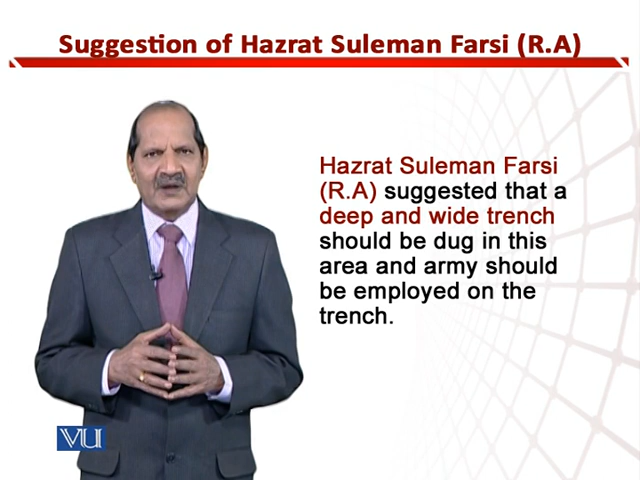 Suggestion of Hazrat Suleman Farsi (R.A)
Hazrat Suleman Farsi
(R.A) suggested that a
deep and wide trench
should be dug in this
area and army should
be employed on the
trench.
VU